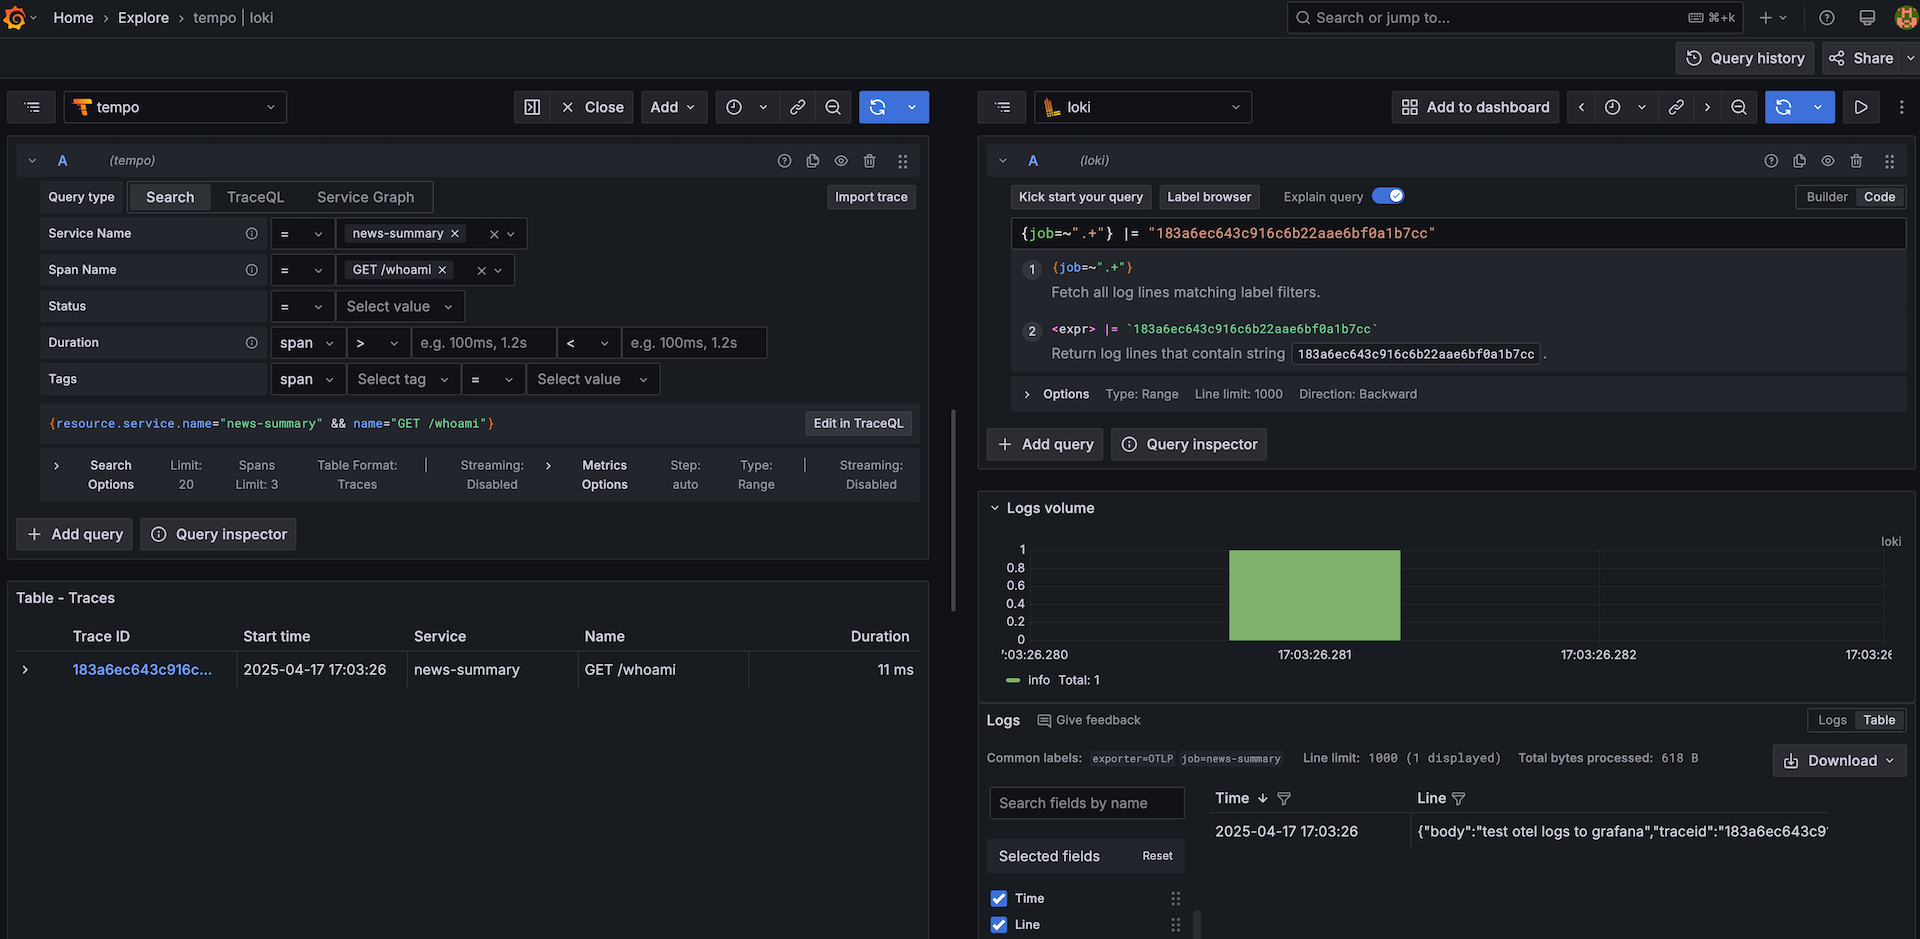 Home › Explore › tempo | loki
Search or jump to... ⌘+k
Query history
Share
tempo
Close
Add
A (tempo)
Query type Search TraceQL Service Graph Import trace
Service Name = news-summary ×
Span Name = GET /whoami ×
Status = Select value
Duration span > e.g. 100ms, 1.2s < e.g. 100ms, 1.2s
Tags span Select tag = Select value
{resource.service.name="news-summary" && name="GET /whoami"} Edit in TraceQL
Search Options Limit: 20 Spans Limit: 3 Table Format: Traces | Streaming: Disabled Metrics Options Step: auto Type: Range | Streaming: Disabled
+ Add query Query inspector
Table - Traces
Trace ID Start time Service Name Duration
183a6ec643c916c... 2025-04-17 17:03:26 news-summary GET /whoami 11 ms
loki
Add to dashboard
A (loki)
Kick start your query Label browser Explain query Builder Code
{job=~".+"} |= "183a6ec643c916c6b22aae6bf0a1b7cc"
1 {job=~".+"}
Fetch all log lines matching label filters.
2 <expr> |= `183a6ec643c916c6b22aae6bf0a1b7cc`
Return log lines that contain string 183a6ec643c916c6b22aae6bf0a1b7cc .
Options Type: Range Line limit: 1000 Direction: Backward
+ Add query Query inspector
Logs volume
loki
1
0.8
0.6
0.4
0.2
0
':03:26.280 17:03:26.281 17:03:26.282 17:03:26
info Total: 1
Logs Give feedback Logs Table
Common labels: exporter=OTLP job=news-summary Line limit: 1000 (1 displayed) Total bytes processed: 618 B
Download
Search fields by name
Time Line
2025-04-17 17:03:26 {"body":"test otel logs to grafana","traceid":"183a6ec643c9
Selected fields Reset
Time
Line